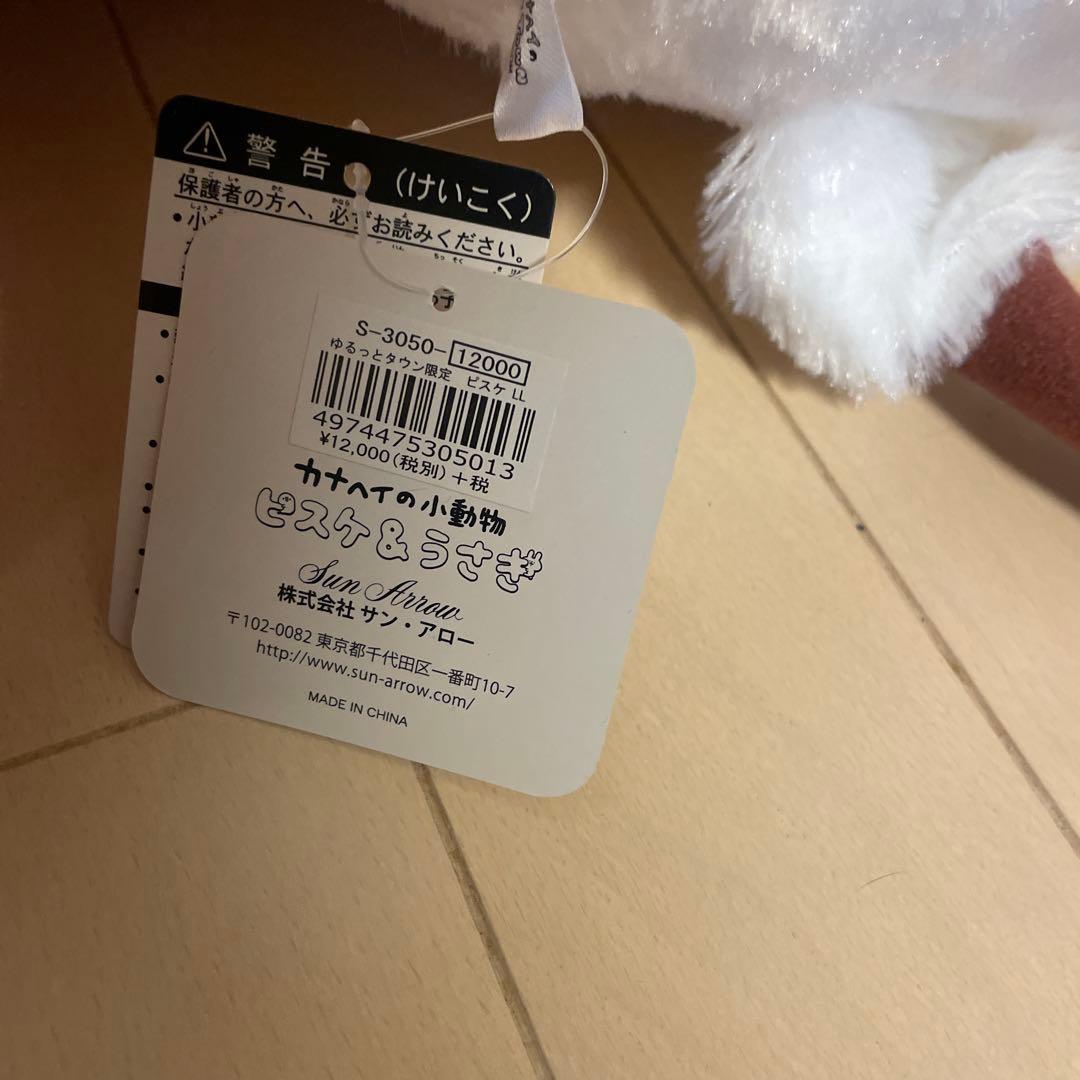 警告 (けいこく)
保護者の方へ、必ずお読みください。
S-3050-12000
ゆるっとタウン限定 ピスケ LL
4974475305013
¥12,000(税別)+税
カナヘイの小動物
ピスケ&うさぎ
Sun Arrow
株式会社 サン・アロー
〒102-0082 東京都千代田区一番町10-7
http://www.sun-arrow.com/
MADE IN CHINA